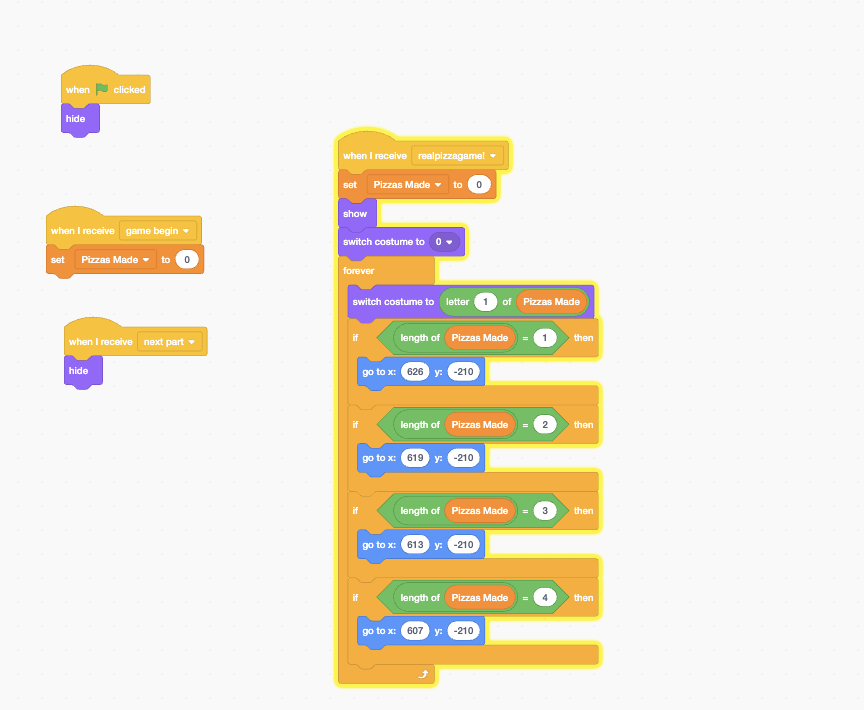 when clicked
hide
when I receive game begin
set Pizzas Made to 0
when I receive next part
hide
when I receive realpizzagame!
set Pizzas Made to 0
show
switch costume to 0
forever
switch costume to letter 1 of Pizzas Made
if length of Pizzas Made = 1 then
go to x: 626 y: -210
if length of Pizzas Made = 2 then
go to x: 619 y: -210
if length of Pizzas Made = 3 then
go to x: 613 y: -210
if length of Pizzas Made = 4 then
go to x: 607 y: -210